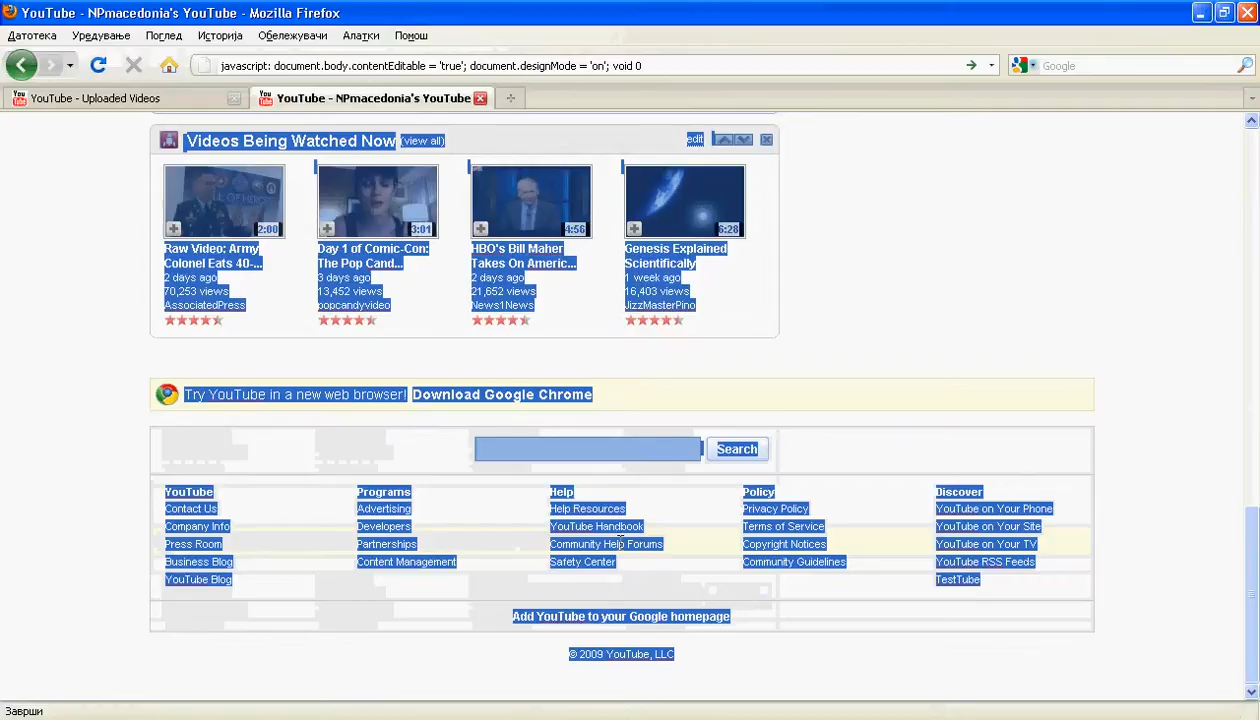 YouTube - NPmacedonia's YouTube - Mozilla Firefox
Датотека Уредување Поглед Историја Обележувачи Алатки Помош
javascript: document.body.contentEditable = 'true'; document.designMode = 'on'; void 0
Google
YouTube - Uploaded Videos
YouTube - NPmacedonia's YouTube
Videos Being Watched Now (view all) edit
2:00 3:01 4:56 6:28
Raw Video: Army Day 1 of Comic-Con: HBO's Bill Maher Genesis Explained
Colonel Eats 40-... The Pop Cand... Takes On Americ... Scientifically
2 days ago 3 days ago 2 days ago 1 week ago
70,253 views 13,452 views 21,652 views 16,403 views
AssociatedPress popcandyvideo News1News JizzMasterPino
Try YouTube in a new web browser! Download Google Chrome
Search
YouTube Programs Help Policy Discover
Contact Us Advertising Help Resources Privacy Policy YouTube on Your Phone
Company Info Developers YouTube Handbook Terms of Service YouTube on Your Site
Press Room Partnerships Community Help Forums Copyright Notices YouTube on Your TV
Business Blog Content Management Safety Center Community Guidelines YouTube RSS Feeds
YouTube Blog TestTube
Add YouTube to your Google homepage
© 2009 YouTube, LLC
Заврши